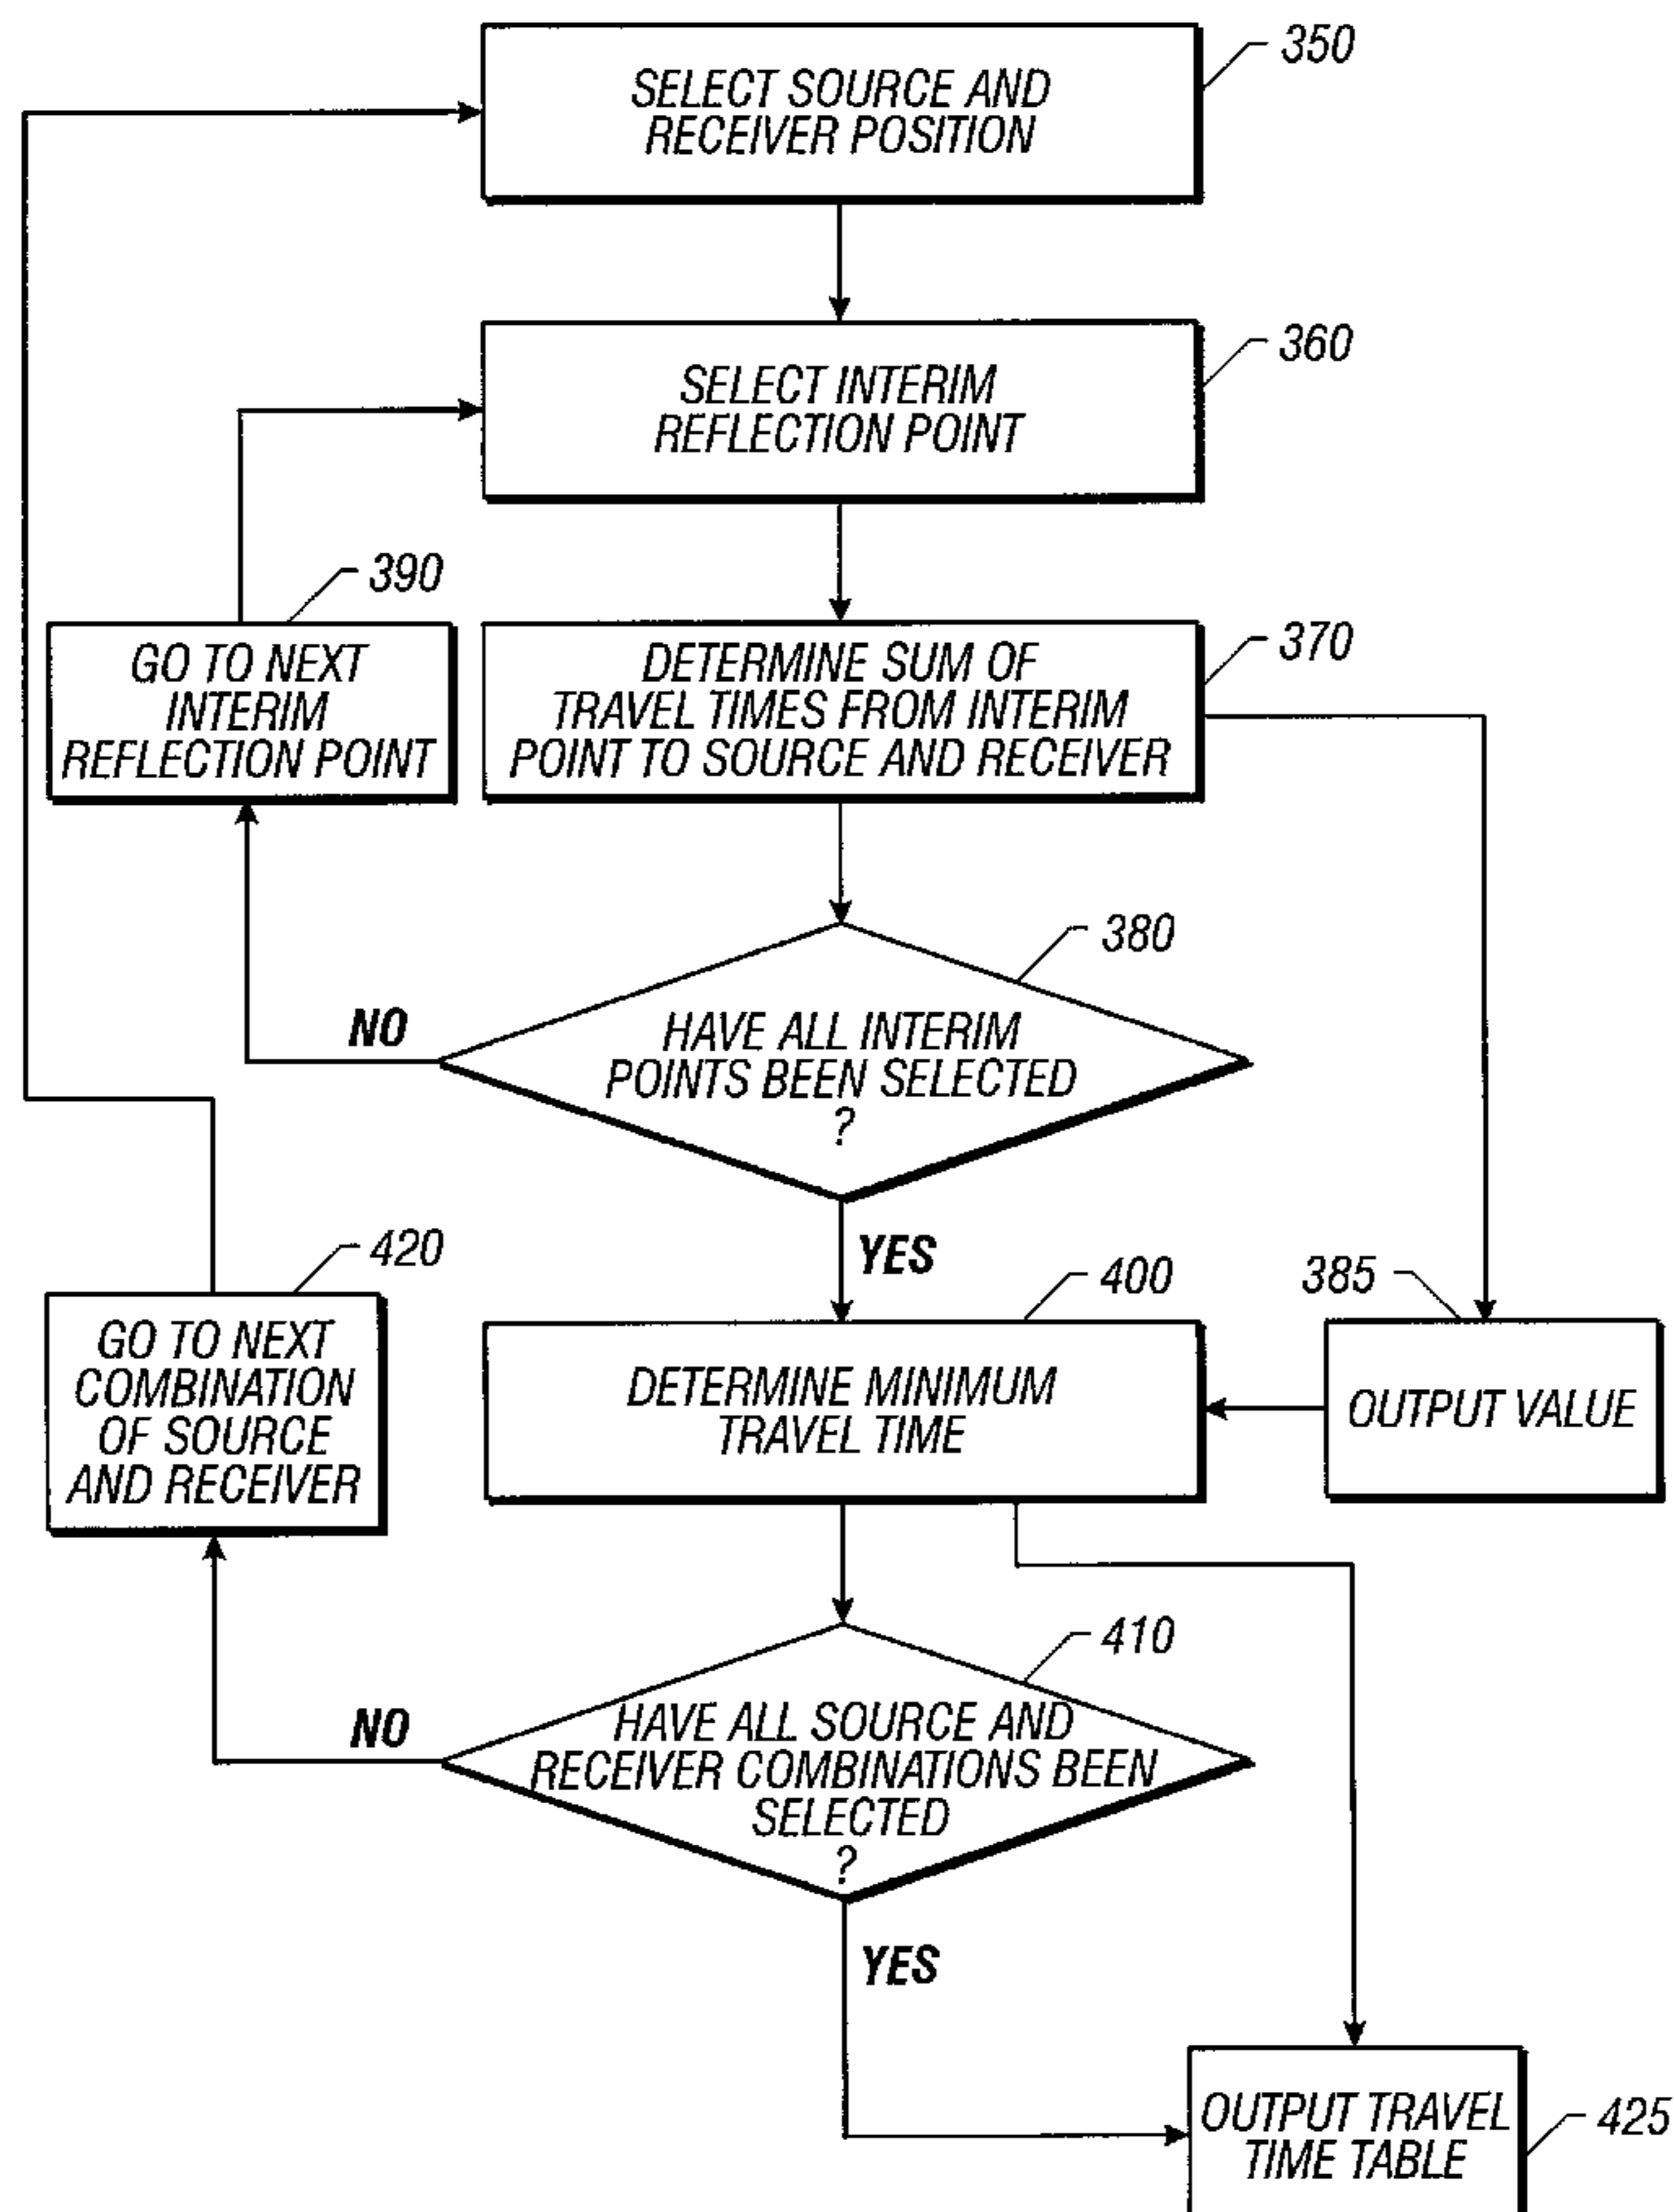 350
SELECT SOURCE AND
RECEIVER POSITION
360
SELECT INTERIM
REFLECTION POINT
390
GO TO NEXT
INTERIM
REFLECTION POINT
370
DETERMINE SUM OF
TRAVEL TIMES FROM INTERIM
POINT TO SOURCE AND RECEIVER
380
NO
HAVE ALL INTERIM
POINTS BEEN SELECTED
?
YES
420
GO TO NEXT
COMBINATION
OF SOURCE
AND RECEIVER
400
DETERMINE MINIMUM
TRAVEL TIME
385
OUTPUT VALUE
410
NO
HAVE ALL SOURCE AND
RECEIVER COMBINATIONS BEEN
SELECTED
?
YES
OUTPUT TRAVEL
TIME TABLE
425